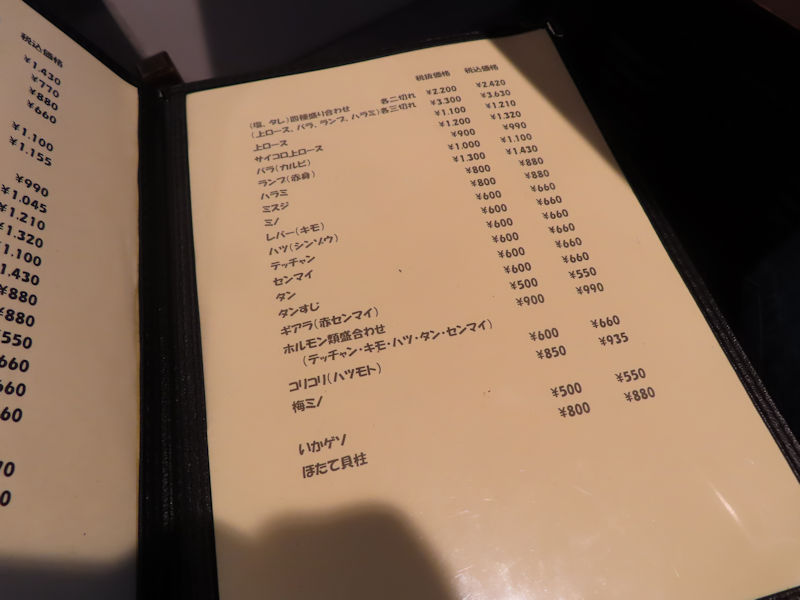 税込価格
¥1.430
¥770
¥880
¥660
¥1.100
¥1.155
¥990
¥1.045
¥1.210
¥1.320
1.100
1.430
¥880
¥880
550
660
660
60
70
0
税抜価格 税込価格
(塩、タレ)四種盛り合わせ 各二切れ ¥2.200 ¥2.420
(上ロース、バラ、ランプ、ハラミ)各三切れ ¥3.300 ¥3.630
上ロース ¥1.100 ¥1.210
サイコロ上ロース ¥1.200 ¥1.320
バラ(カルビ) ¥900 ¥990
ランプ(赤身) ¥1.000 ¥1.100
ハラミ ¥1.300 ¥1.430
ミスジ ¥800 ¥880
ミノ ¥800 ¥880
レバー(キモ) ¥600 ¥660
ハツ(シンゾウ) ¥600 ¥660
テッチャン ¥600 ¥660
センマイ ¥600 ¥660
タン ¥600 ¥660
タンすじ ¥600 ¥660
ギアラ(赤センマイ) ¥500 ¥550
ホルモン類盛合わせ ¥900 ¥990
(テッチャン・キモ・ハツ・タン・センマイ)
コリコリ(ハツモト) ¥600 ¥660
梅ミノ ¥850 ¥935
いかゲソ ¥500 ¥550
ほたて貝柱 ¥800 ¥880